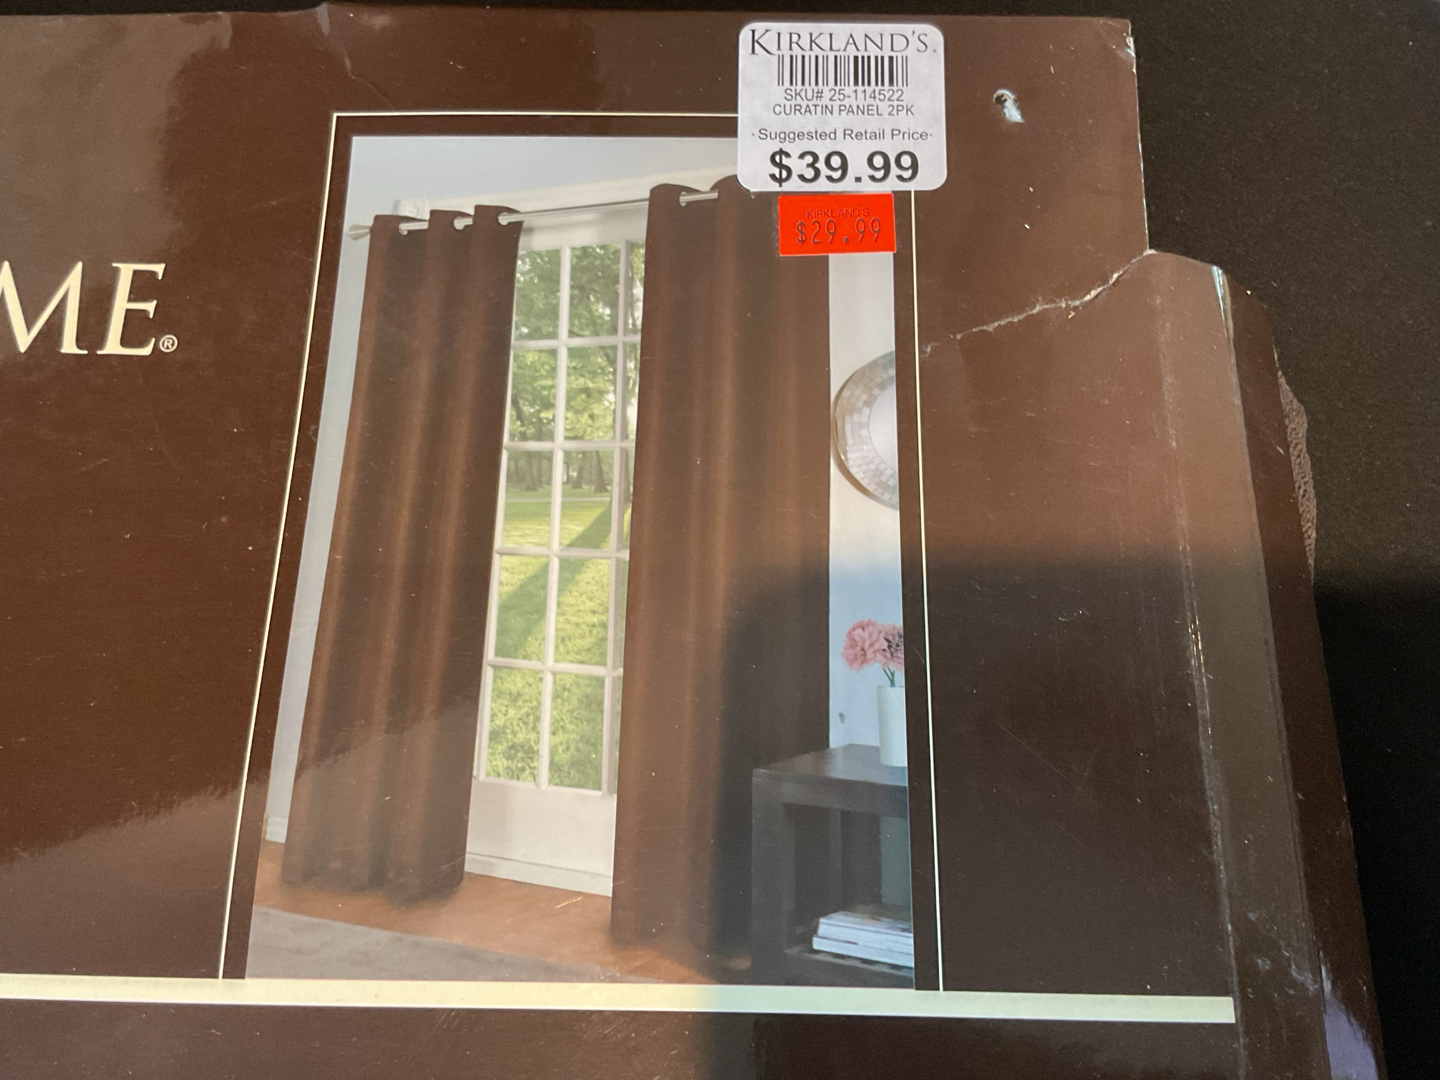 KIRKLAND'S.
SKU# 25-114522
CURATIN PANEL 2PK
·Suggested Retail Price·
$39.99
KIRKLAND'S
$29.99
ME®